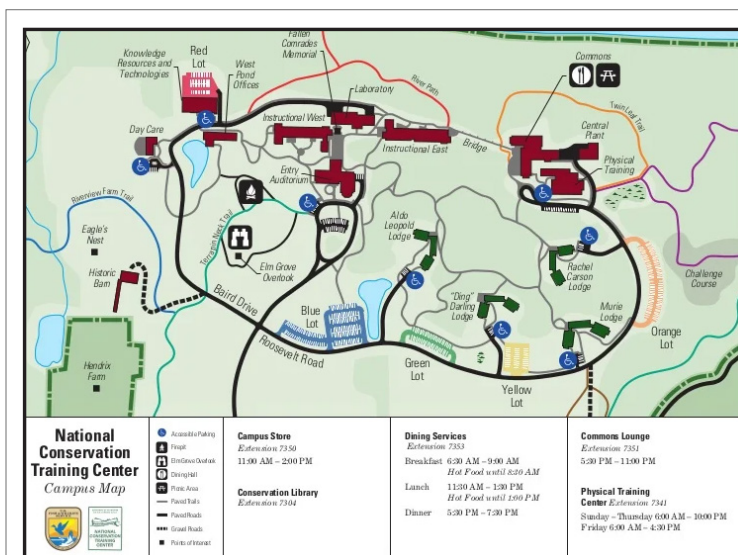 Fallen
Comrades
Memorial
Commons
Red
Lot
Knowledge
Resources and
Technologies
West
Pond
Offices
River Path
Laboratory
Twin Leaf Trail
Instructional West
Day Care
Central
Plant
Instructional East
Bridge
Physical
Training
Entry
Auditorium
Riverview Farm Trail
Eagle's
Nest
Terrapin Neck Trail
Aldo
Leopold
Lodge
Historic
Barn
Elm Grove
Overlook
Rachel
Carson
Lodge
Challenge
Course
Baird Drive
"Ding"
Darling
Lodge
Murie
Lodge
Blue
Lot
Orange
Lot
Roosevelt Road
Green
Lot
Hendrix
Farm
Yellow
Lot
National
Conservation
Training Center
Campus Map
NATIONAL
CONSERVATION
TRAINING
CENTER
Accessible Parking
Firepit
Elm Grove Overlook
Dining Hall
Picnic Area
Paved Trails
Paved Roads
Gravel Roads
Points of Interest
Campus Store
Extension 7350
11:00 AM – 2:00 PM
Conservation Library
Extension 7304
Dining Services
Extension 7353
Breakfast 6:30 AM – 9:00 AM
Hot Food until 8:30 AM
Lunch 11:30 AM – 1:30 PM
Hot Food until 1:00 PM
Dinner 5:30 PM – 7:30 PM
Commons Lounge
Extension 7351
5:30 PM – 11:00 PM
Physical Training
Center Extension 7341
Sunday – Thursday 6:00 AM – 10:00 PM
Friday 6:00 AM – 4:30 PM